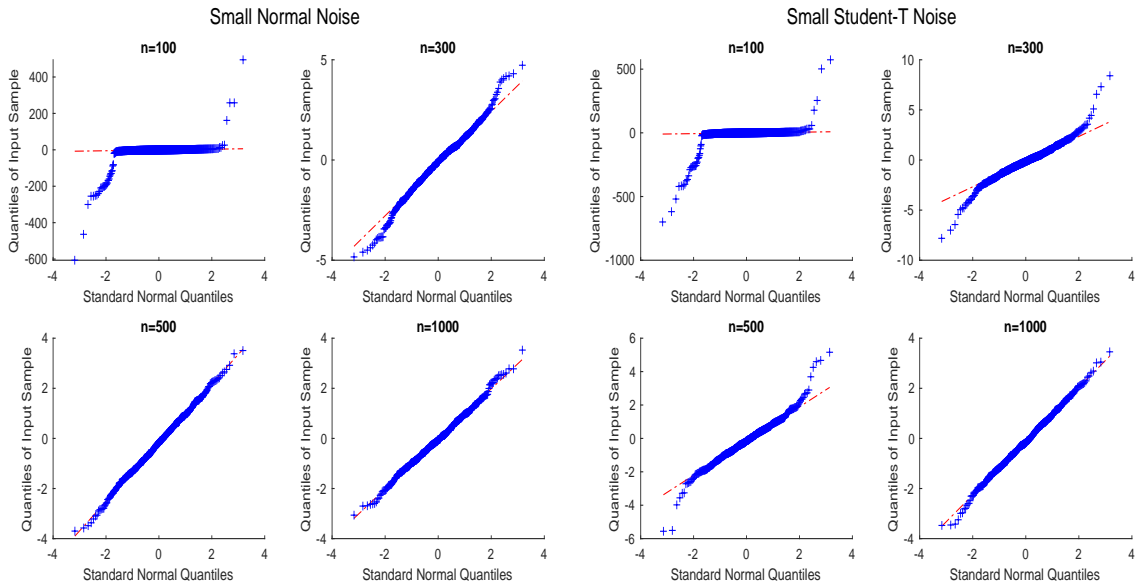 Small Normal Noise
Small Student-T Noise
n=100
Quantiles of Input Sample
400
200
0
-200
-400
-600
-4 -2 0 2 4
Standard Normal Quantiles
n=300
Quantiles of Input Sample
5
0
-5
-4 -2 0 2 4
Standard Normal Quantiles
n=100
Quantiles of Input Sample
500
0
-500
-1000
-4 -2 0 2 4
Standard Normal Quantiles
n=300
Quantiles of Input Sample
10
5
0
-5
-10
-4 -2 0 2 4
Standard Normal Quantiles
n=500
Quantiles of Input Sample
4
2
0
-2
-4
-4 -2 0 2 4
Standard Normal Quantiles
n=1000
Quantiles of Input Sample
4
2
0
-2
-4
-4 -2 0 2 4
Standard Normal Quantiles
n=500
Quantiles of Input Sample
6
4
2
0
-2
-4
-6
-4 -2 0 2 4
Standard Normal Quantiles
n=1000
Quantiles of Input Sample
4
2
0
-2
-4
-4 -2 0 2 4
Standard Normal Quantiles